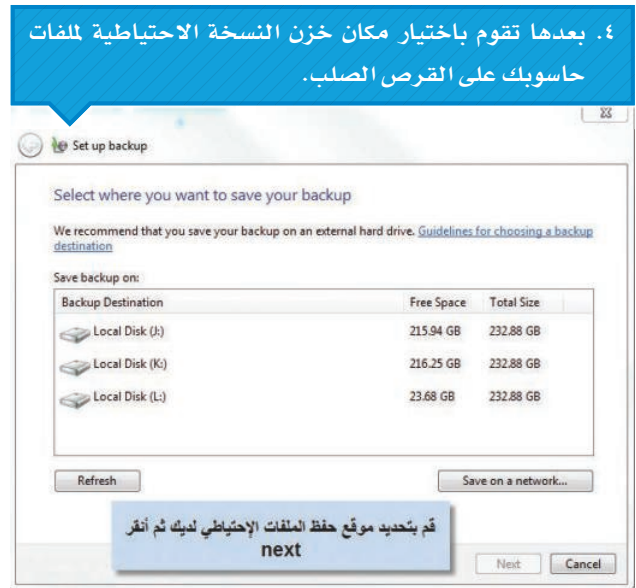 ٤. بعدها تقوم باختيار مكان خزن النسخة الاحتياطية لملفات
حاسوبك على القرص الصلب.
Set up backup
Select where you want to save your backup
We recommend that you save your backup on an external hard drive. Guidelines for choosing a backup
destination
Save backup on:
Backup Destination Free Space Total Size
Local Disk (J:) 215.94 GB 232.88 GB
Local Disk (K:) 216.25 GB 232.88 GB
Local Disk (L:) 23.68 GB 232.88 GB
Refresh Save on a network...
قم بتحديد موقع حفظ الملفات الإحتياطي لديك ثم أنقر
next
Next Cancel